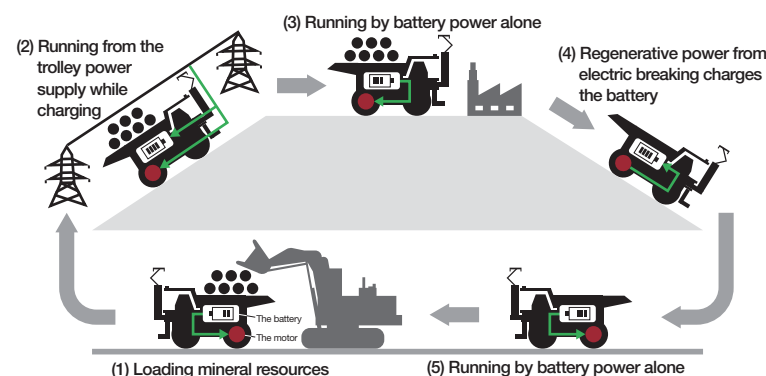 (3) Running by battery power alone
(2) Running from the
trolley power
supply while
charging
(4) Regenerative power from
electric breaking charges
the battery
The battery
The motor
(1) Loading mineral resources
(5) Running by battery power alone